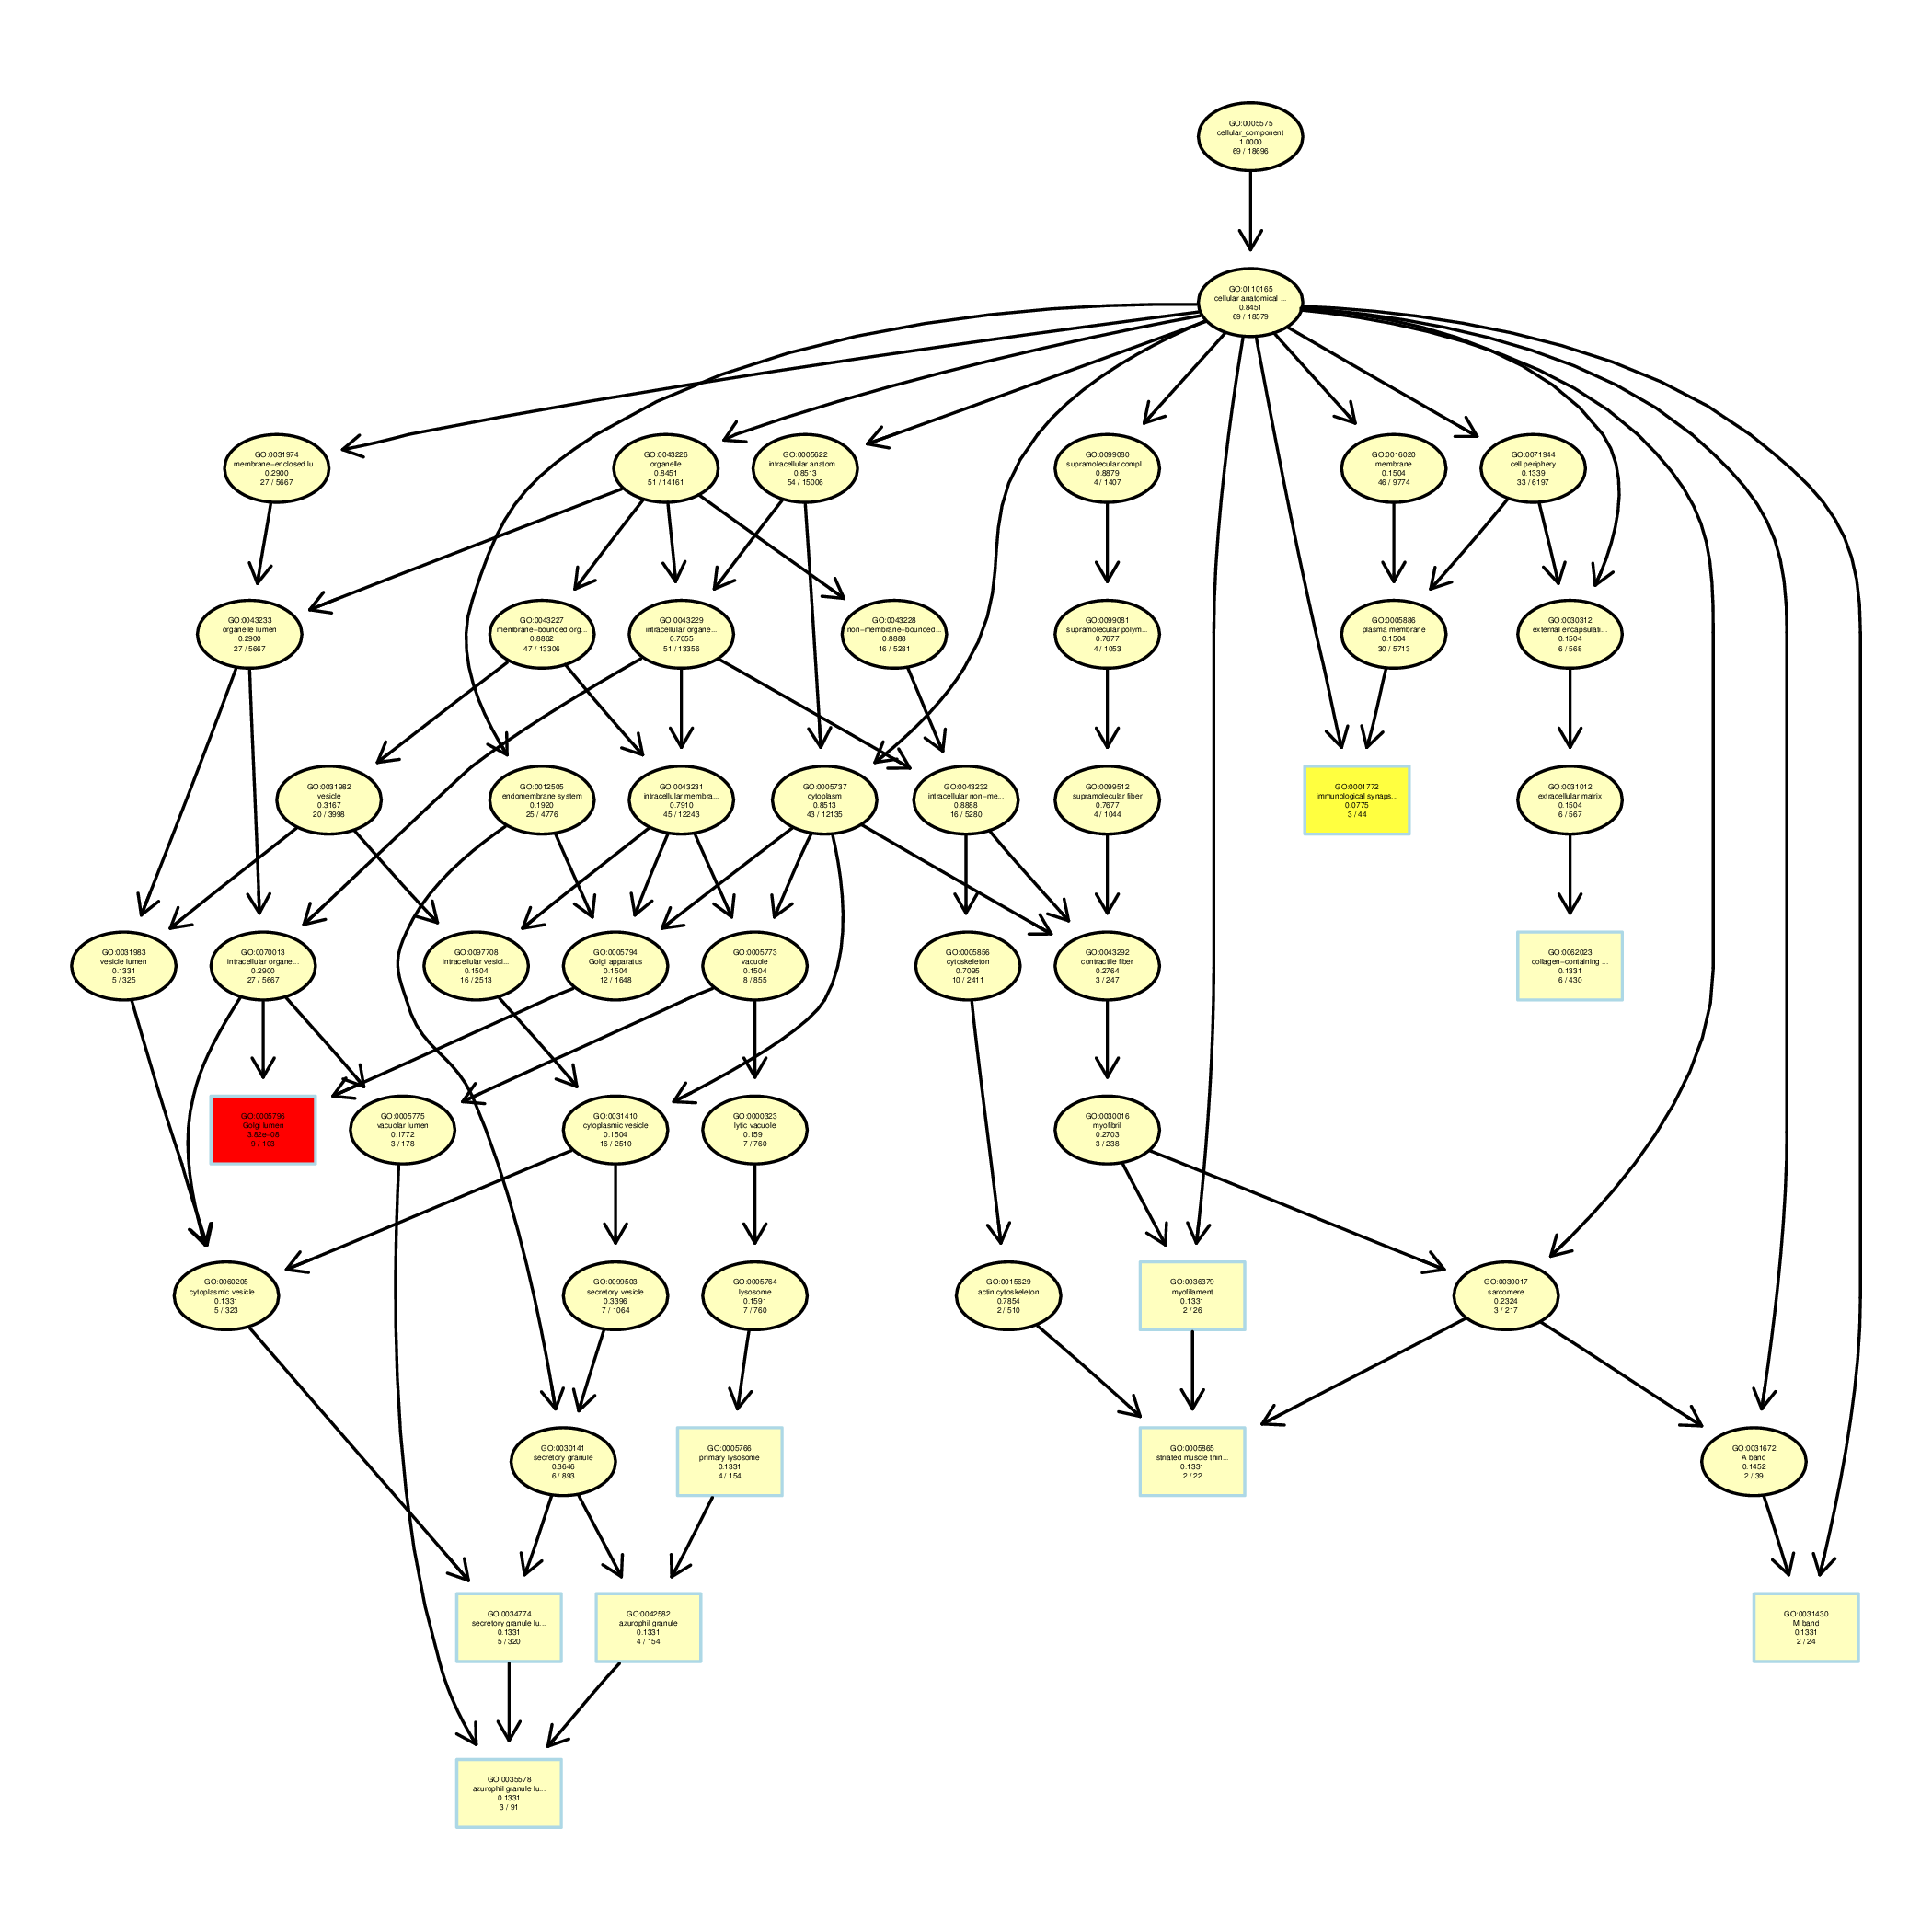 GO:0005575
cellular_component
1.0000
69 / 18696
GO:0110165
cellular anatomical ...
0.8451
69 / 18579
GO:0031974
membrane−enclosed lu...
0.2900
27 / 5667
GO:0043226
organelle
0.8451
51 / 14161
GO:0005622
intracellular anatom...
0.8513
54 / 15006
GO:0099080
supramolecular compl...
0.8879
4 / 1407
GO:0016020
membrane
0.1504
46 / 9774
GO:0071944
cell periphery
0.1339
33 / 6197
GO:0043233
organelle lumen
0.2900
27 / 5667
GO:0043227
membrane−bounded org...
0.8862
47 / 13306
GO:0043229
intracellular organe...
0.7055
51 / 13356
GO:0043228
non−membrane−bounded...
0.8888
16 / 5281
GO:0099081
supramolecular polym...
0.7677
4 / 1053
GO:0005886
plasma membrane
0.1504
30 / 5713
GO:0030312
external encapsulati...
0.1504
6 / 568
GO:0031982
vesicle
0.3167
20 / 3998
GO:0012505
endomembrane system
0.1920
25 / 4776
GO:0043231
intracellular membra...
0.7910
45 / 12243
GO:0005737
cytoplasm
0.8513
43 / 12135
GO:0043232
intracellular non−me...
0.8888
16 / 5280
GO:0099512
supramolecular fiber
0.7677
4 / 1044
GO:0001772
immunological synaps...
0.0775
3 / 44
GO:0031012
extracellular matrix
0.1504
6 / 567
GO:0031983
vesicle lumen
0.1331
5 / 325
GO:0070013
intracellular organe...
0.2900
27 / 5667
GO:0097708
intracellular vesicl...
0.1504
16 / 2513
GO:0005794
Golgi apparatus
0.1504
12 / 1648
GO:0005773
vacuole
0.1504
8 / 855
GO:0005856
cytoskeleton
0.7095
10 / 2411
GO:0043292
contractile fiber
0.2764
3 / 247
GO:0062023
collagen−containing ...
0.1331
6 / 430
GO:0005796
Golgi lumen
3.82e−08
9 / 103
GO:0005775
vacuolar lumen
0.1772
3 / 178
GO:0031410
cytoplasmic vesicle
0.1504
16 / 2510
GO:0000323
lytic vacuole
0.1591
7 / 760
GO:0030016
myofibril
0.2703
3 / 238
GO:0060205
cytoplasmic vesicle ...
0.1331
5 / 323
GO:0099503
secretory vesicle
0.3396
7 / 1064
GO:0005764
lysosome
0.1591
7 / 760
GO:0015629
actin cytoskeleton
0.7854
2 / 510
GO:0036379
myofilament
0.1331
2 / 26
GO:0030017
sarcomere
0.2324
3 / 217
GO:0030141
secretory granule
0.3646
6 / 893
GO:0005766
primary lysosome
0.1331
4 / 154
GO:0005865
striated muscle thin...
0.1331
2 / 22
GO:0031672
A band
0.1452
2 / 39
GO:0034774
secretory granule lu...
0.1331
5 / 320
GO:0042582
azurophil granule
0.1331
4 / 154
GO:0031430
M band
0.1331
2 / 24
GO:0035578
azurophil granule lu...
0.1331
3 / 91